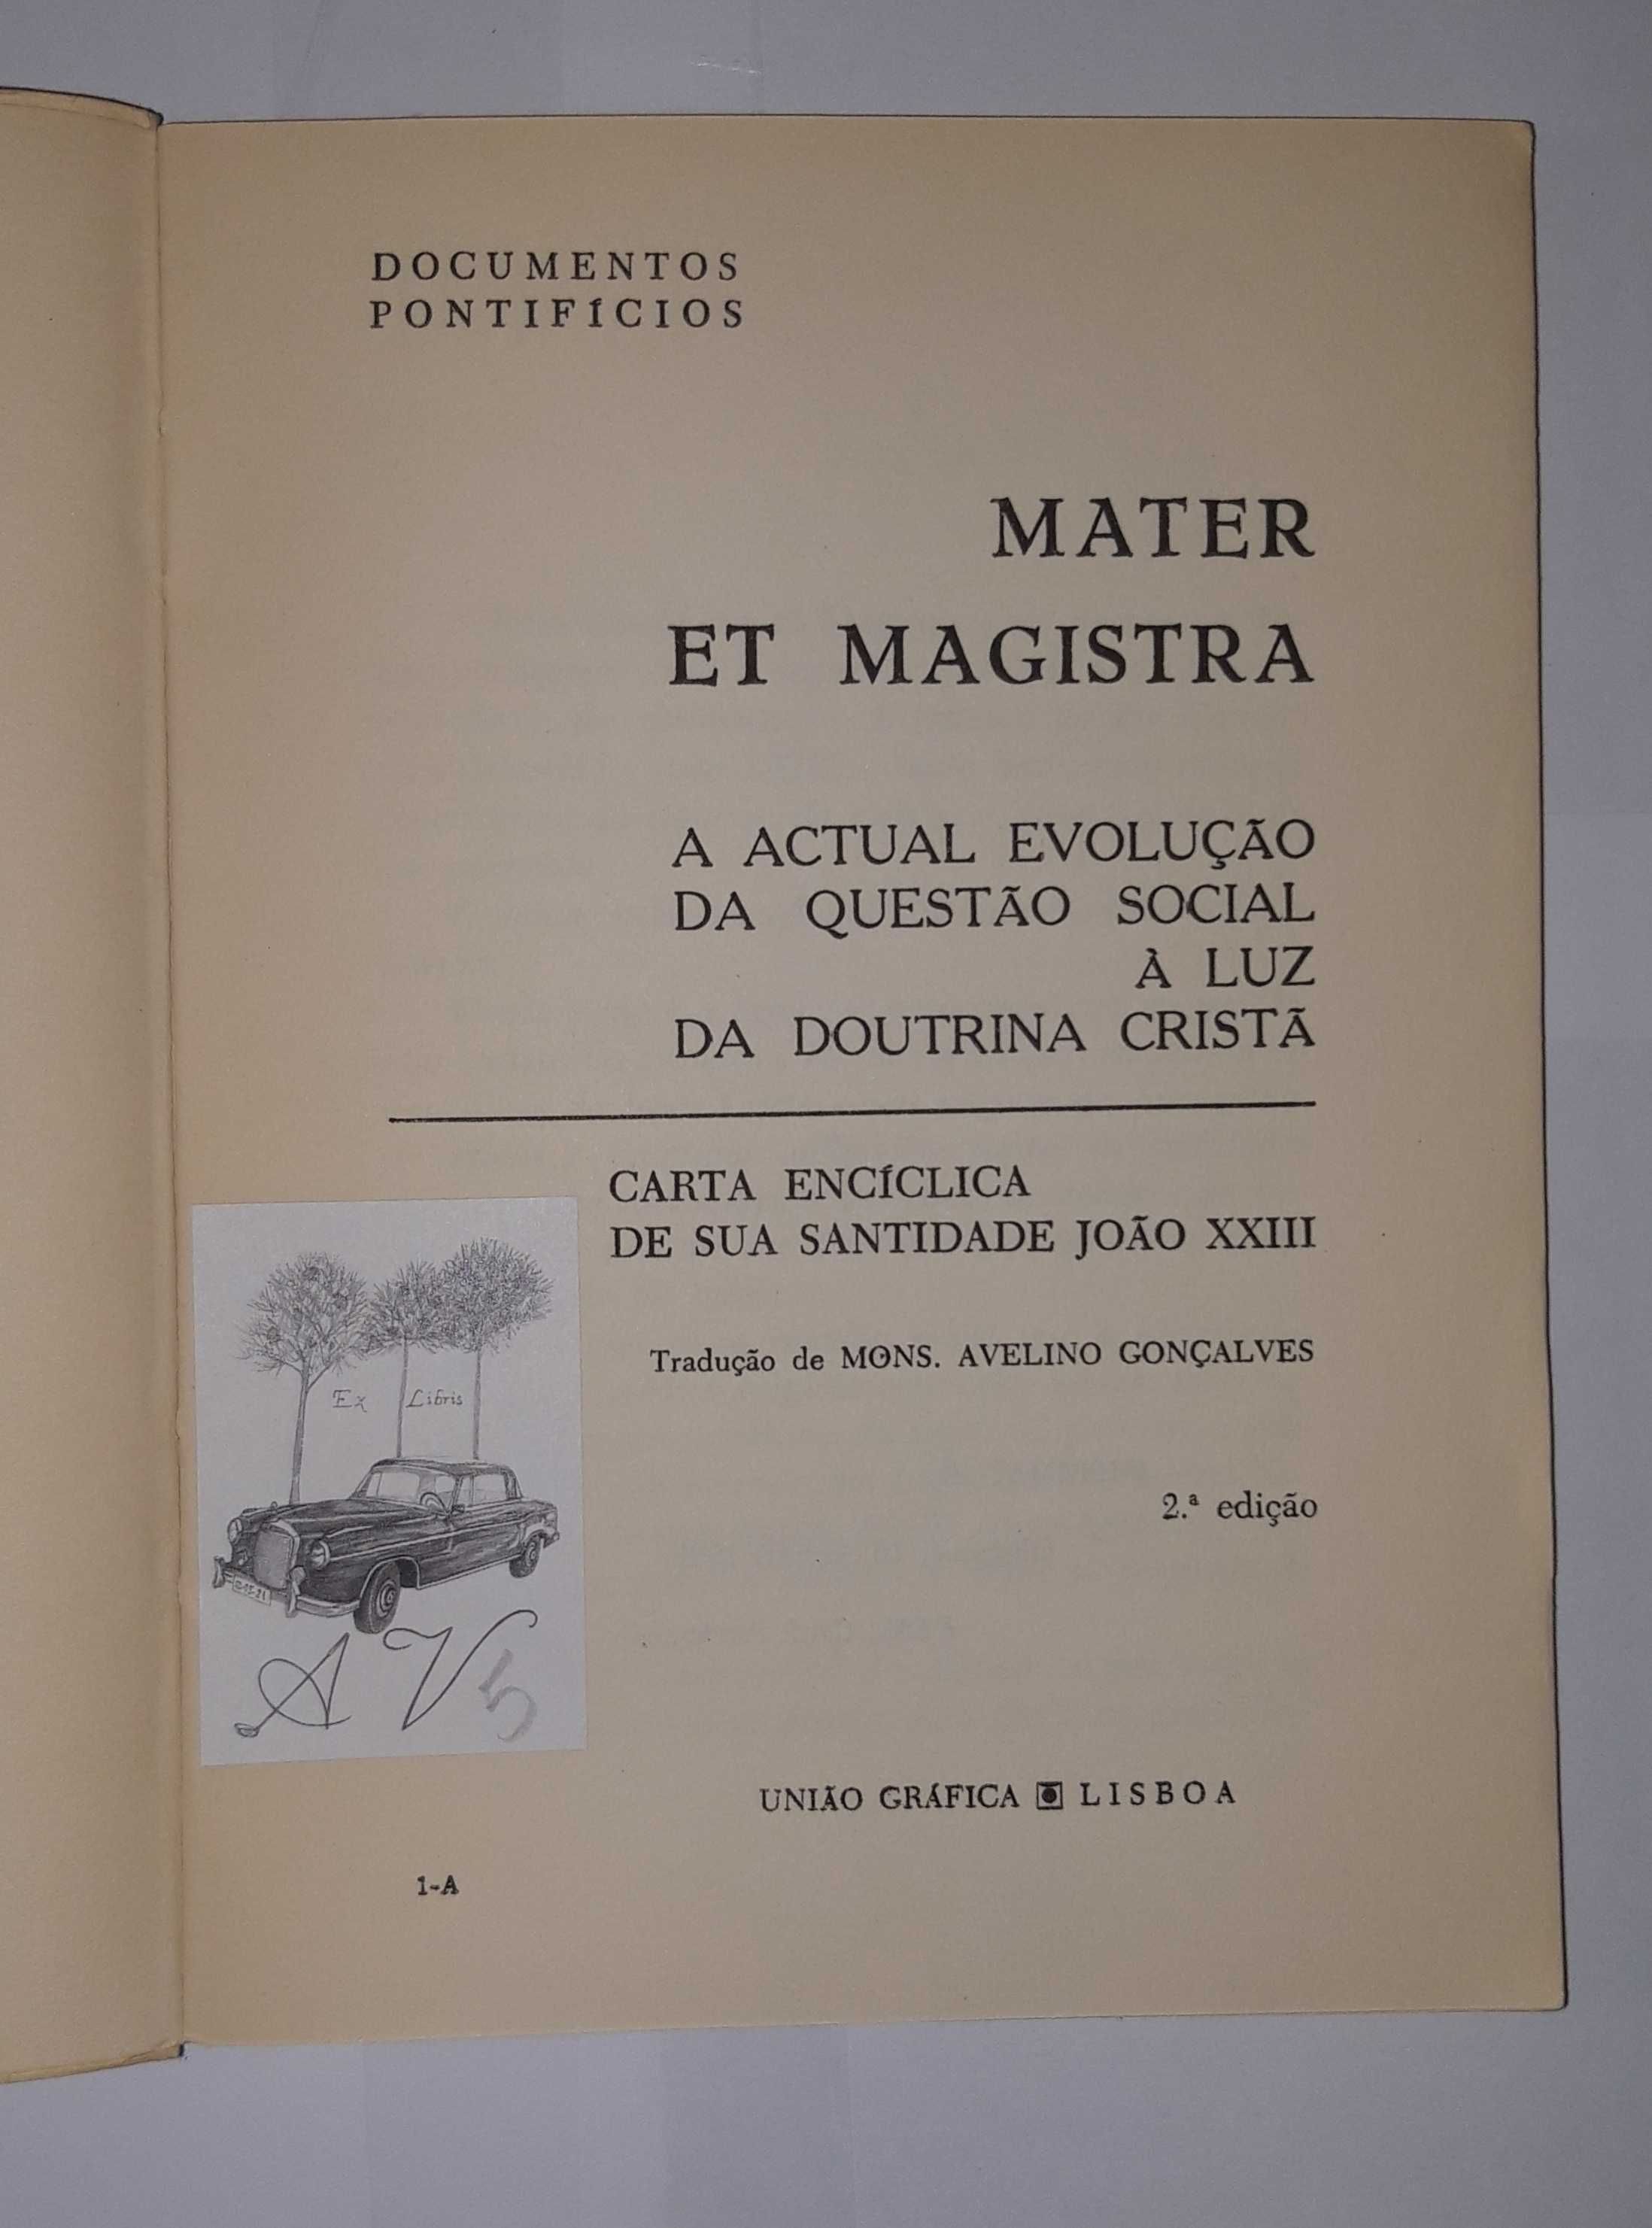 DOCUMENTOS
PONTIFÍCIOS
MATER
ET MAGISTRA
A ACTUAL EVOLUÇÃO
DA QUESTÃO SOCIAL
À LUZ
DA DOUTRINA CRISTÃ
CARTA ENCÍCLICA
DE SUA SANTIDADE JOÃO XXIII
Tradução de MONS. AVELINO GONÇALVES
2.ª edição
Ex Libris
A V
5
UNIÃO GRÁFICA LISBOA
1-A